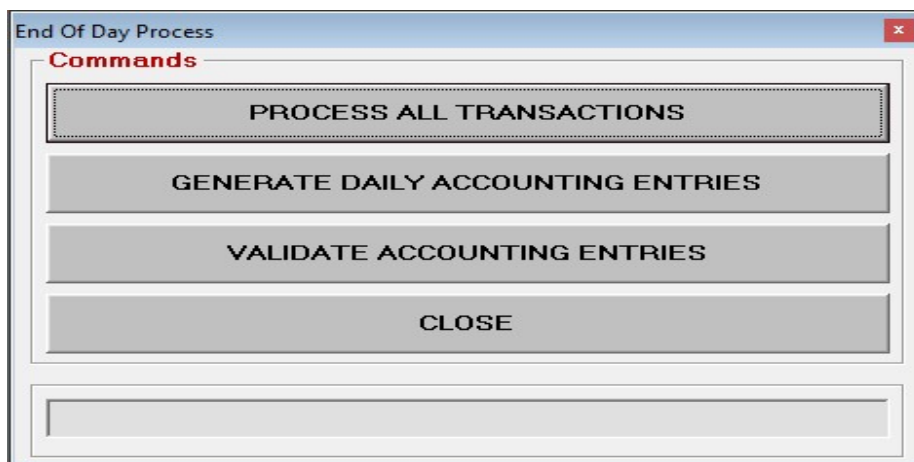 End Of Day Process
Commands
PROCESS ALL TRANSACTIONS
GENERATE DAILY ACCOUNTING ENTRIES
VALIDATE ACCOUNTING ENTRIES
CLOSE